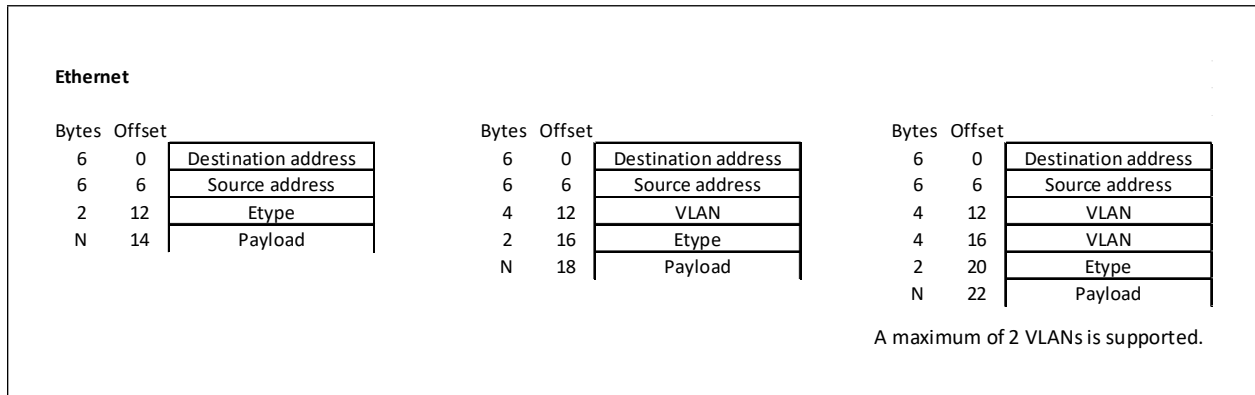 Ethernet
Bytes Offset
6 0 Destination address
6 6 Source address
2 12 Etype
N 14 Payload
Bytes Offset
6 0 Destination address
6 6 Source address
4 12 VLAN
2 16 Etype
N 18 Payload
Bytes Offset
6 0 Destination address
6 6 Source address
4 12 VLAN
4 16 VLAN
2 20 Etype
N 22 Payload
A maximum of 2 VLANs is supported.